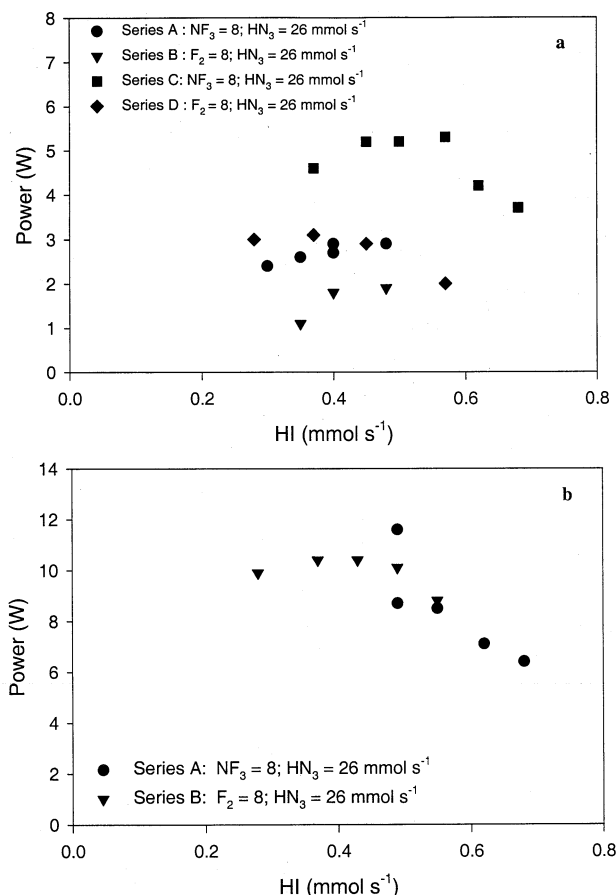 8
7
6
5
4
3
2
1
0
Power (W)
Series A : NF₃ = 8; HN₃ = 26 mmol s⁻¹
Series B : F₂ = 8; HN₃ = 26 mmol s⁻¹
Series C: NF₃ = 8; HN₃ = 26 mmol s⁻¹
Series D : F₂ = 8; HN₃ = 26 mmol s⁻¹
a
0.0 0.2 0.4 0.6 0.8
HI (mmol s⁻¹)
14
12
10
8
6
4
2
0
Power (W)
b
Series A: NF₃ = 8; HN₃ = 26 mmol s⁻¹
Series B: F₂ = 8; HN₃ = 26 mmol s⁻¹
0.0 0.2 0.4 0.6 0.8
HI (mmol s⁻¹)